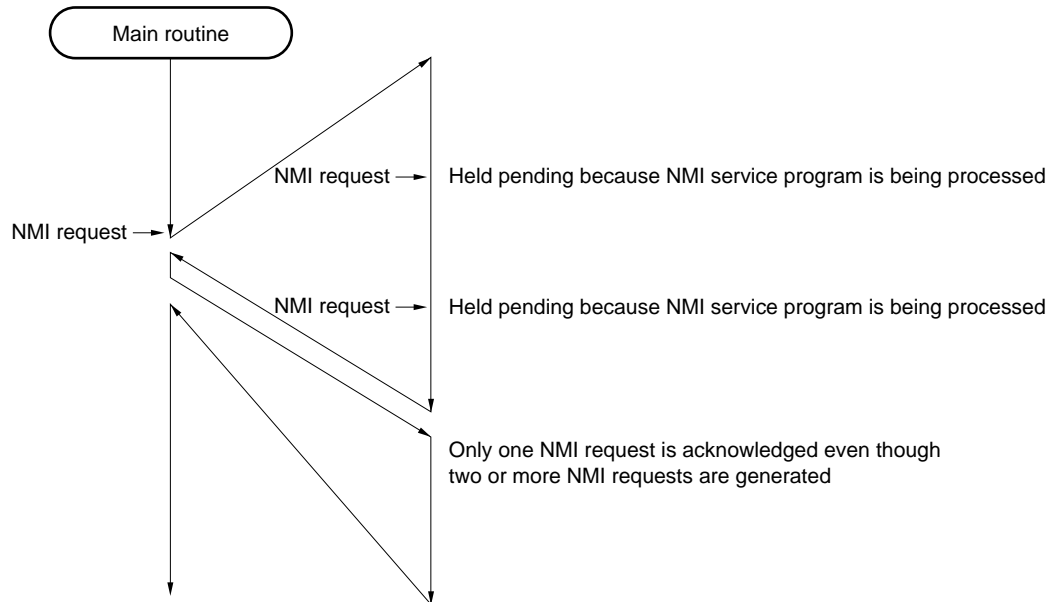 Main routine
NMI request
Held pending because NMI service program is being processed
NMI request
NMI request
Held pending because NMI service program is being processed
Only one NMI request is acknowledged even though
two or more NMI requests are generated